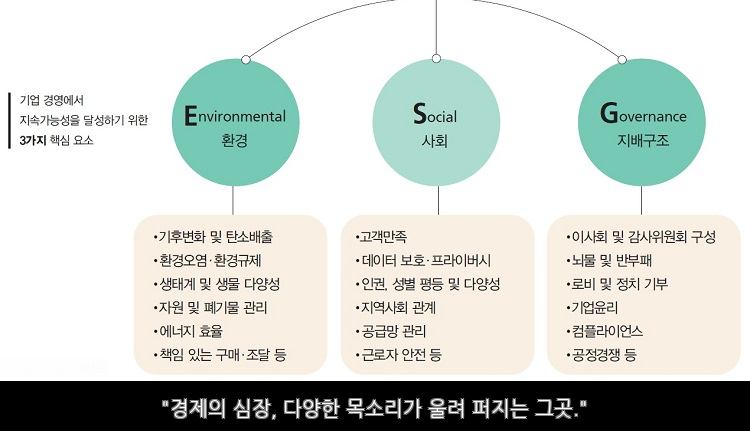 기업 경영에서
지속가능성을 달성하기 위한
3가지 핵심 요소
Environmental
환경
Social
사회
Governance
지배구조
•기후변화 및 탄소배출
•환경오염·환경규제
•생태계 및 생물 다양성
•자원 및 폐기물 관리
•에너지 효율
•책임 있는 구매·조달 등
•고객만족
•데이터 보호·프라이버시
•인권, 성별 평등 및 다양성
•지역사회 관계
•공급망 관리
•근로자 안전 등
•이사회 및 감사위원회 구성
•뇌물 및 반부패
•로비 및 정치 기부
•기업윤리
•컴플라이언스
•공정경쟁 등
"경제의 심장, 다양한 목소리가 울려 퍼지는 그곳."